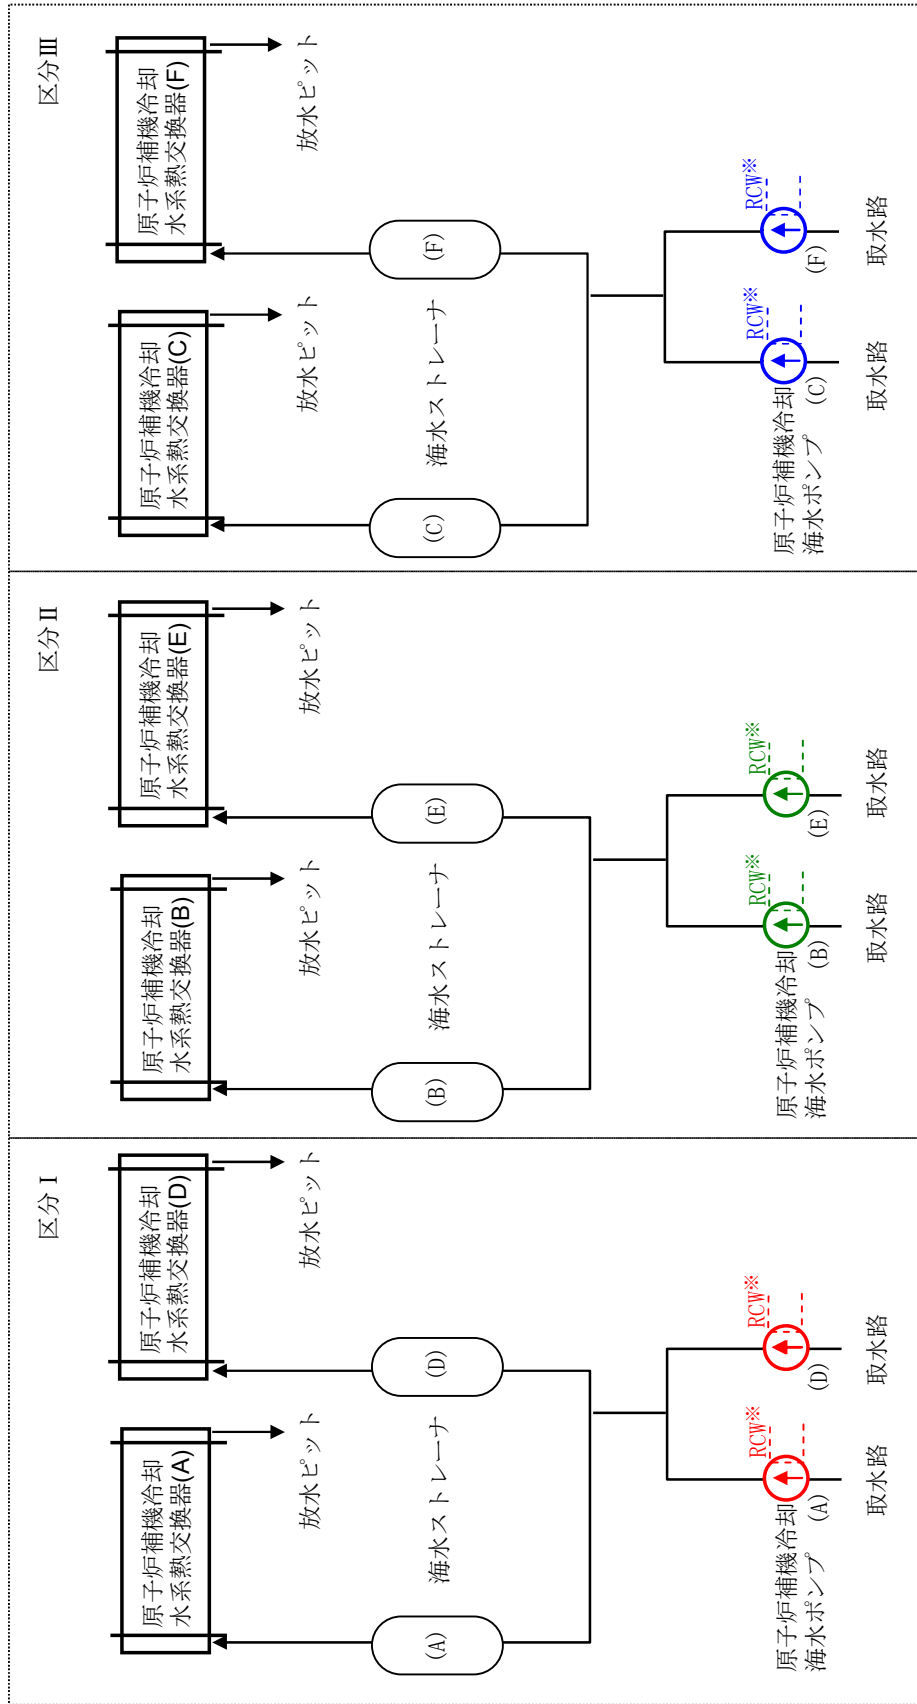 区分Ⅰ
原子炉補機冷却
水系熱交換器(A)
原子炉補機冷却
水系熱交換器(D)
放水ピット
放水ピット
海水ストレーナ
(A)
(D)
RCW※
RCW※
原子炉補機冷却
海水ポンプ
(A)
(D)
取水路
取水路
区分Ⅱ
原子炉補機冷却
水系熱交換器(B)
原子炉補機冷却
水系熱交換器(E)
放水ピット
放水ピット
海水ストレーナ
(B)
(E)
RCW※
RCW※
原子炉補機冷却
海水ポンプ
(B)
(E)
取水路
取水路
区分Ⅲ
原子炉補機冷却
水系熱交換器(C)
原子炉補機冷却
水系熱交換器(F)
放水ピット
放水ピット
海水ストレーナ
(C)
(F)
RCW※
RCW※
原子炉補機冷却
海水ポンプ
(C)
(F)
取水路
取水路